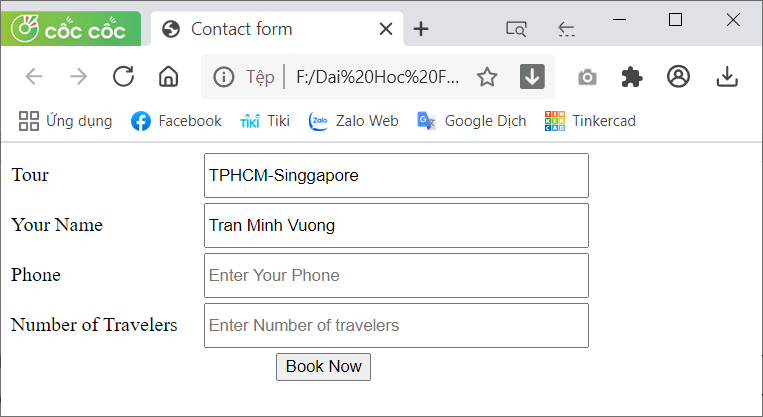 cốc cốc Contact form
Tệp F:/Dai%20Hoc%20F...
Ứng dụng Facebook Tiki Zalo Web Google Dịch Tinkercad
Tour TPHCM-Singgapore
Your Name Tran Minh Vuong
Phone Enter Your Phone
Number of Travelers Enter Number of travelers
Book Now